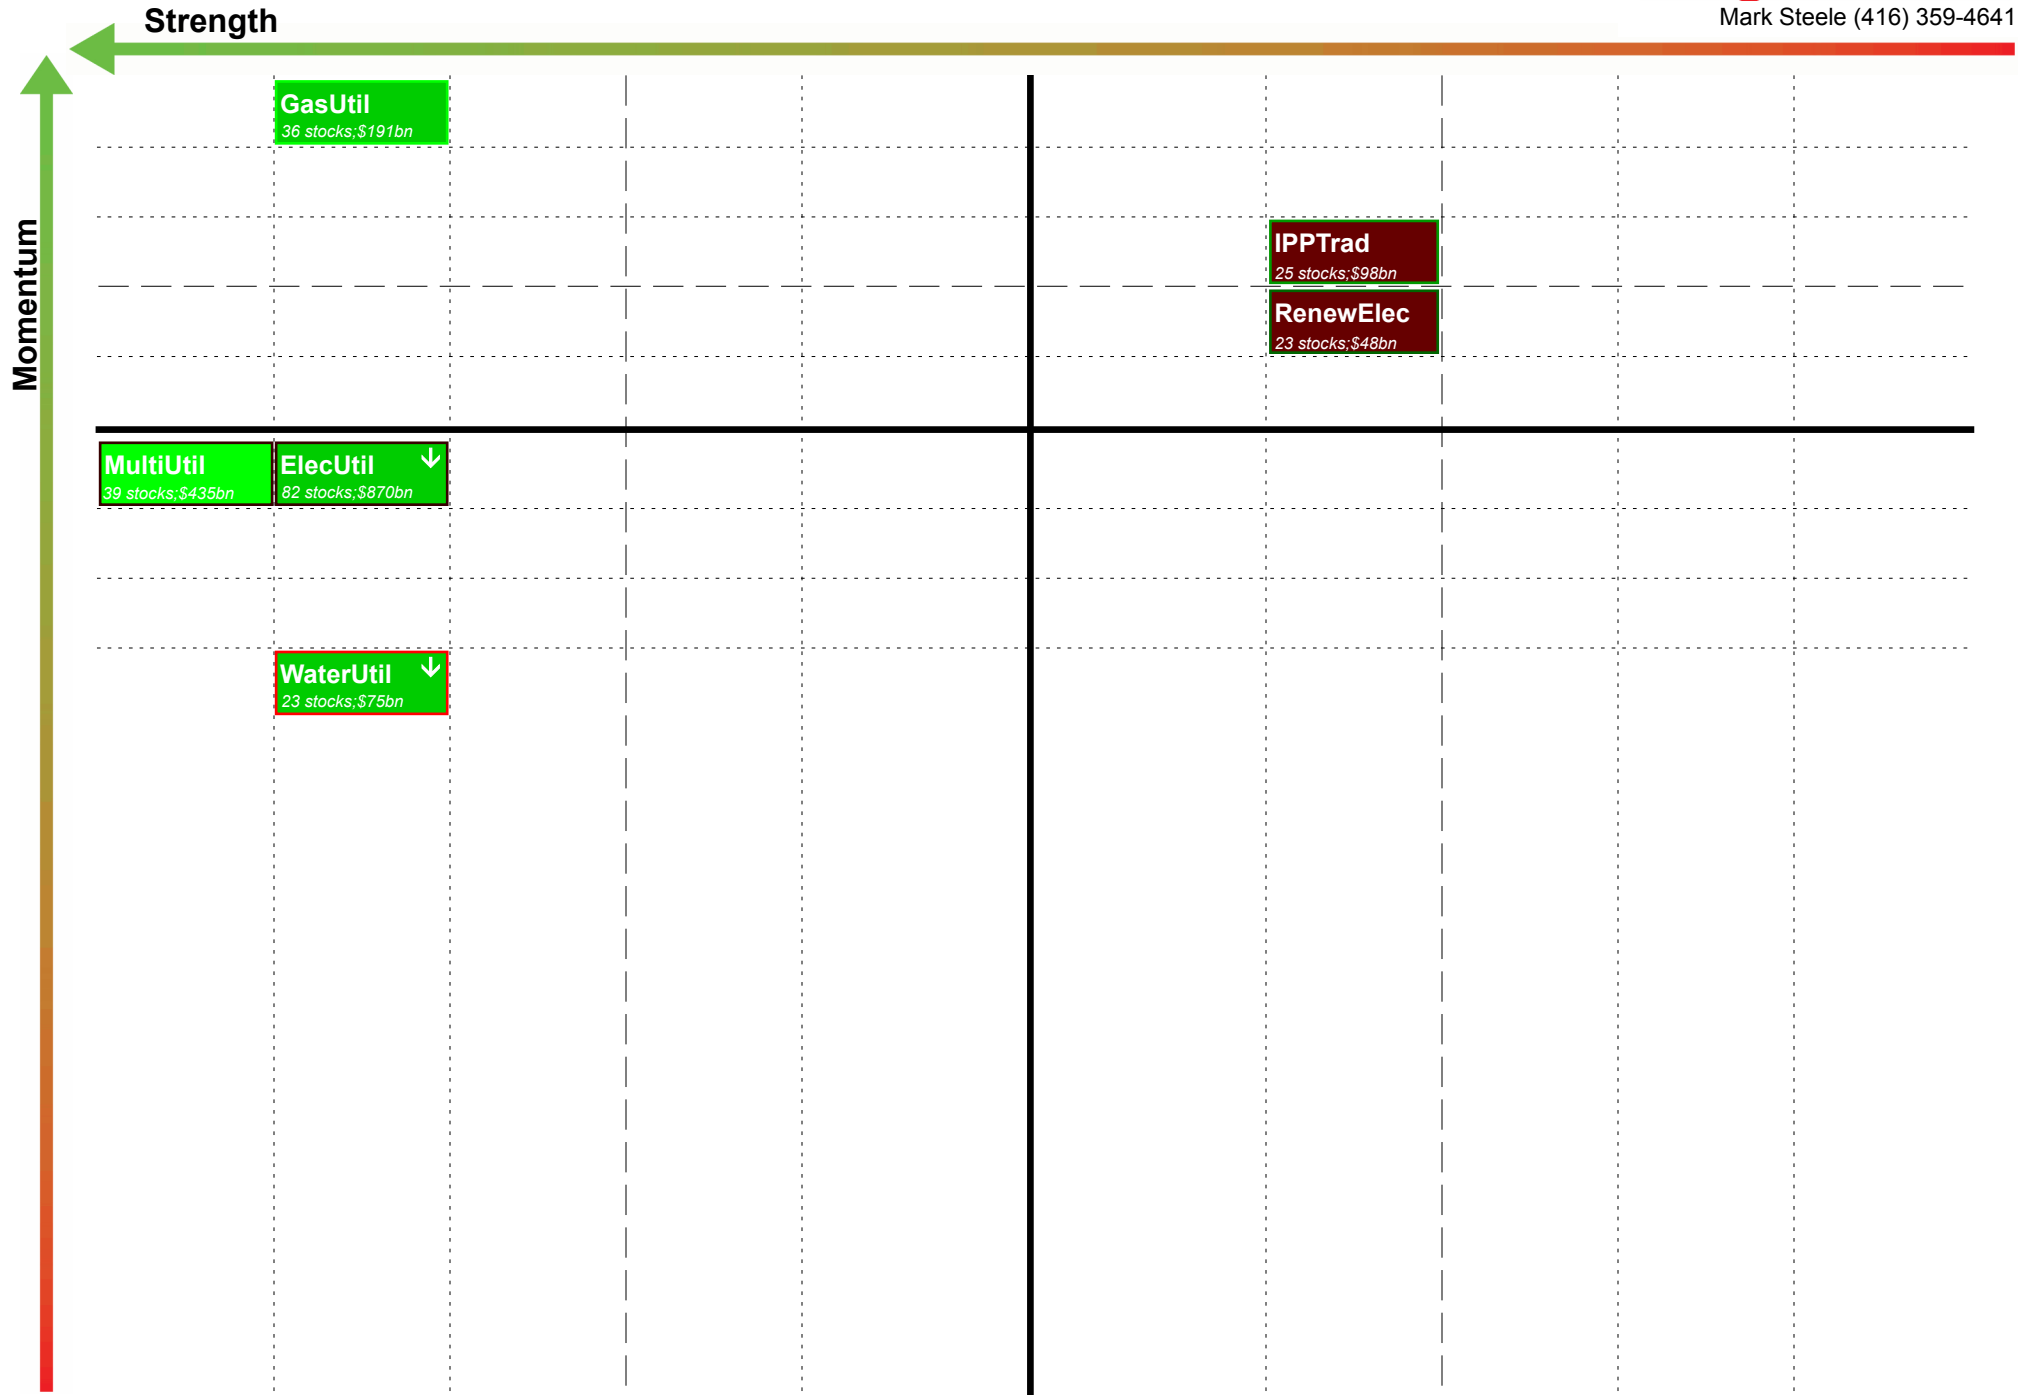 Strength
Mark Steele (416) 359-4641
Momentum
GasUtil
36 stocks;$191bn
IPPTrad
25 stocks;$98bn
RenewElec
23 stocks;$48bn
MultiUtil
39 stocks;$435bn
ElecUtil
82 stocks;$870bn
WaterUtil
23 stocks;$75bn